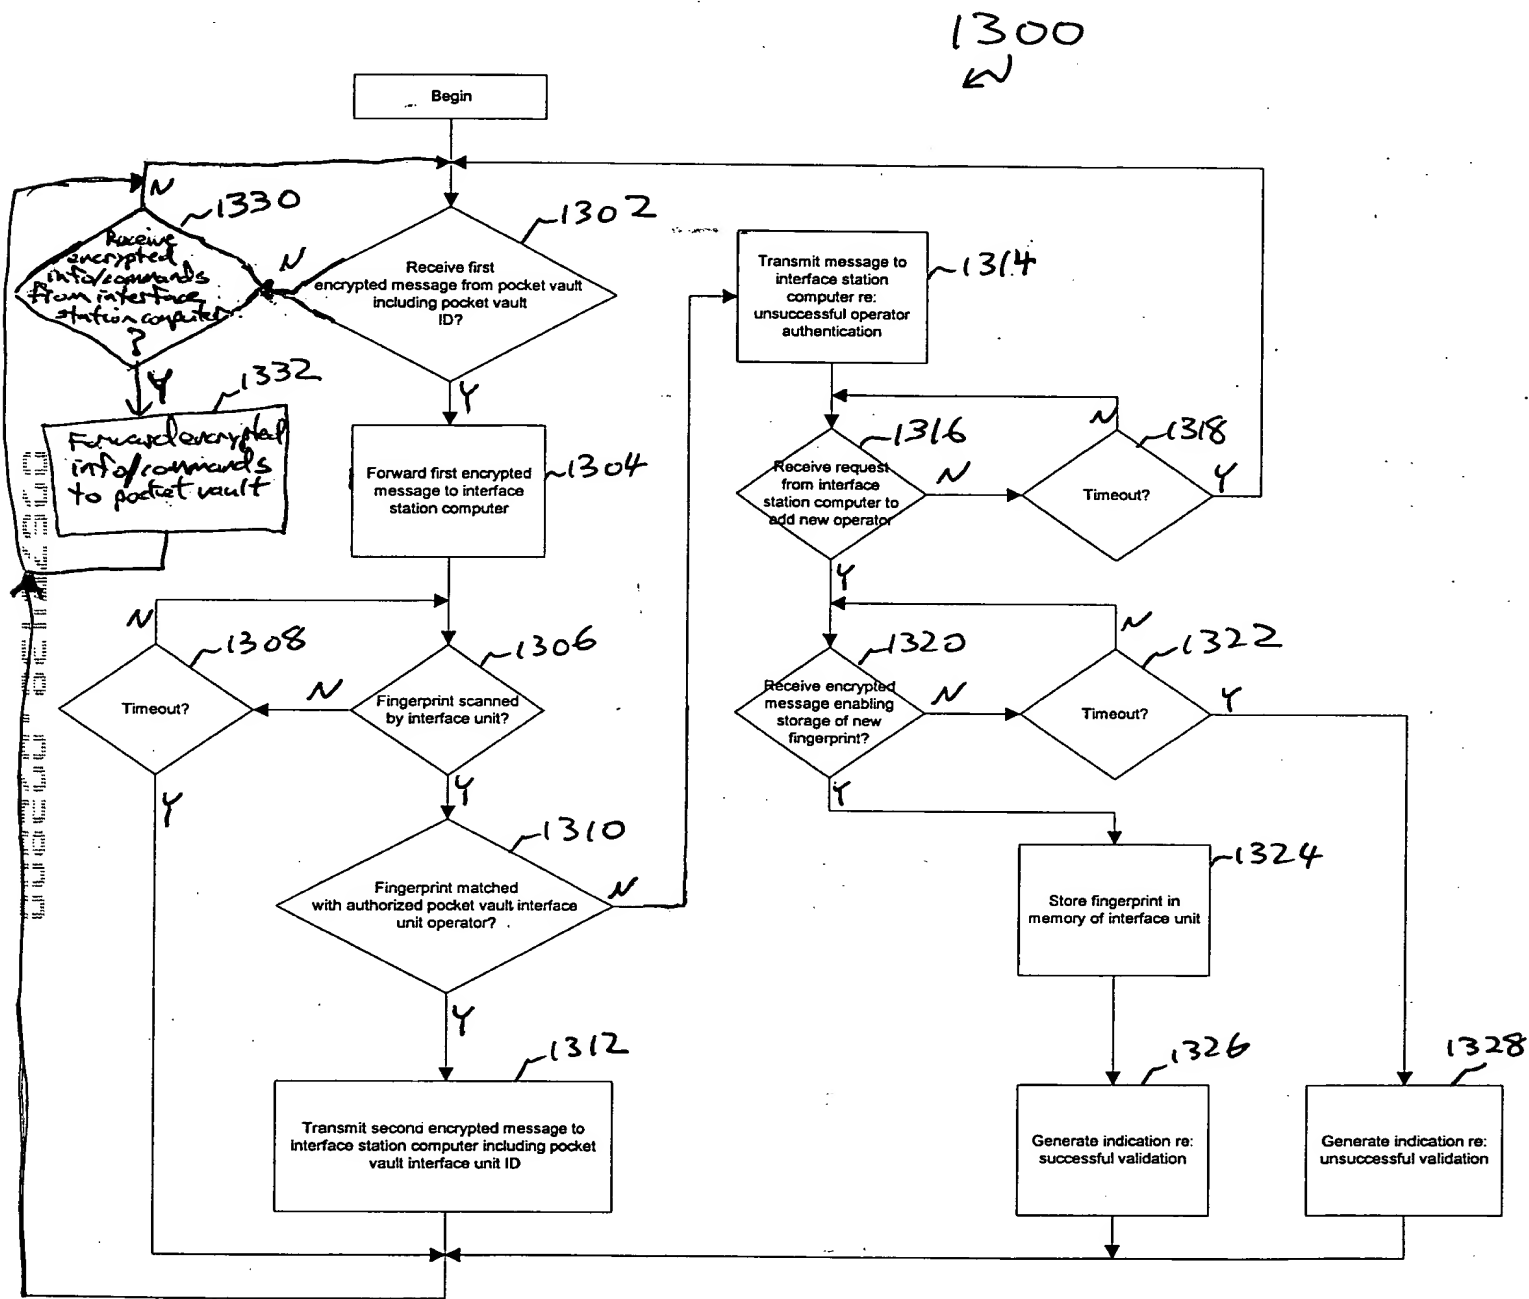 1300
Begin
N
1330
Receive
encrypted
info/commands
from interface
station computer
?
Y
1332
Forward encrypted
info/commands
to pocket vault
N
1302
Receive first
encrypted message from pocket vault
including pocket vault
ID?
Y
1304
Forward first encrypted
message to interface
station computer
N
1308
Timeout?
Y
N
1306
Fingerprint scanned
by interface unit?
Y
1310
Fingerprint matched
with authorized pocket vault interface
unit operator?
N
Y
1312
Transmit second encrypted message to
interface station computer including pocket
vault interface unit ID
1314
Transmit message to
interface station
computer re:
unsuccessful operator
authentication
1316
Receive request
from interface
station computer to
add new operator
N
Y
N
1318
Timeout?
Y
1320
Receive encrypted
message enabling
storage of new
fingerprint?
N
Y
N
1322
Timeout?
Y
1324
Store fingerprint in
memory of interface unit
1326
Generate indication re:
successful validation
1328
Generate indication re:
unsuccessful validation